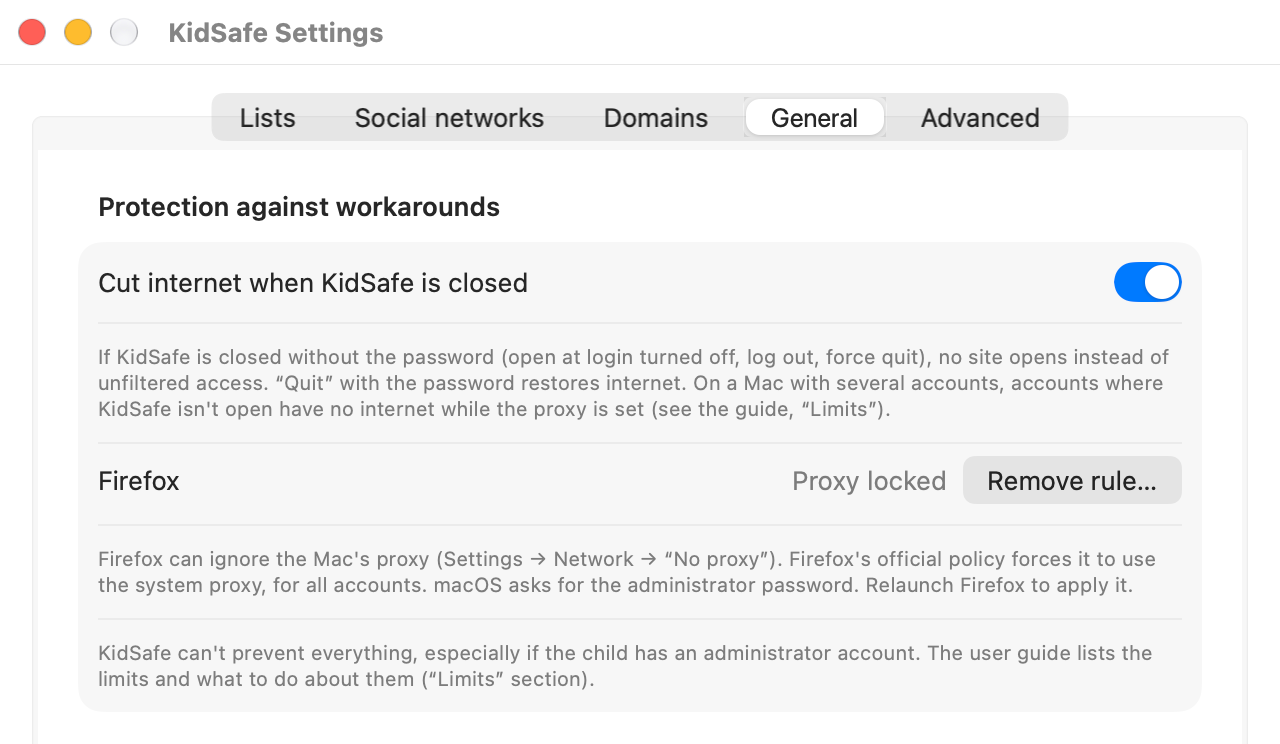 KidSafe Settings
Lists
Social networks
Domains
General
Advanced
Protection against workarounds
Cut internet when KidSafe is closed
If KidSafe is closed without the password (open at login turned off, log out, force quit), no site opens instead of
unfiltered access. “Quit” with the password restores internet. On a Mac with several accounts, accounts where
KidSafe isn't open have no internet while the proxy is set (see the guide, “Limits”).
Firefox
Proxy locked
Remove rule...
Firefox can ignore the Mac's proxy (Settings → Network → “No proxy”). Firefox's official policy forces it to use
the system proxy, for all accounts. macOS asks for the administrator password. Relaunch Firefox to apply it.
KidSafe can't prevent everything, especially if the child has an administrator account. The user guide lists the
limits and what to do about them (“Limits” section).